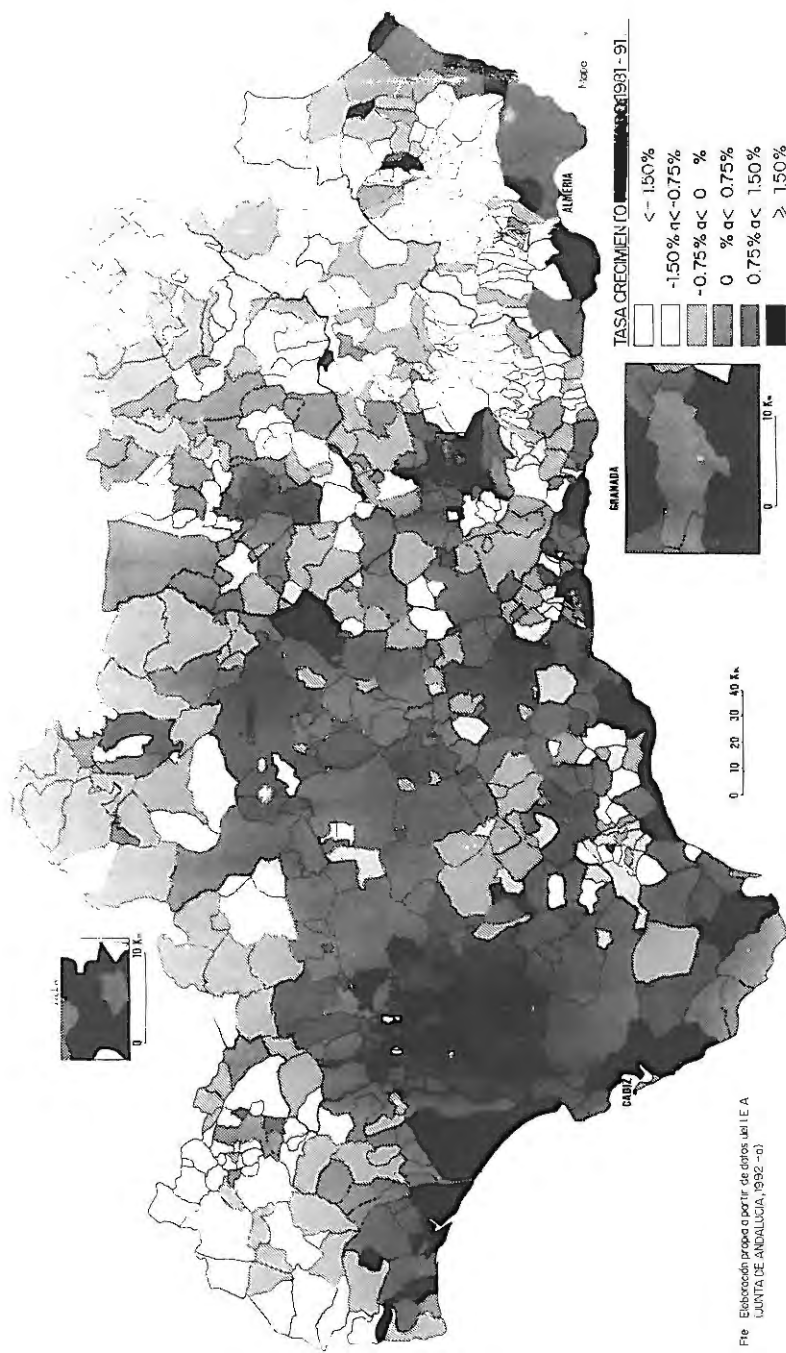 Mapa
TASA CRECIMIENTO 1981-91
< - 1.50%
-1.50% a< -0.75%
-0.75% a< 0 %
0 % a< 0.75%
0.75% a< 1.50%
≥ 1.50%
ALMERIA
GRANADA
0 10 Km
0 10 20 30 40 Km
0 10 Km
CADIZ
Fte Elaboración propia a partir de datos del I E A
(JUNTA DE ANDALUCIA, 1992 -a)